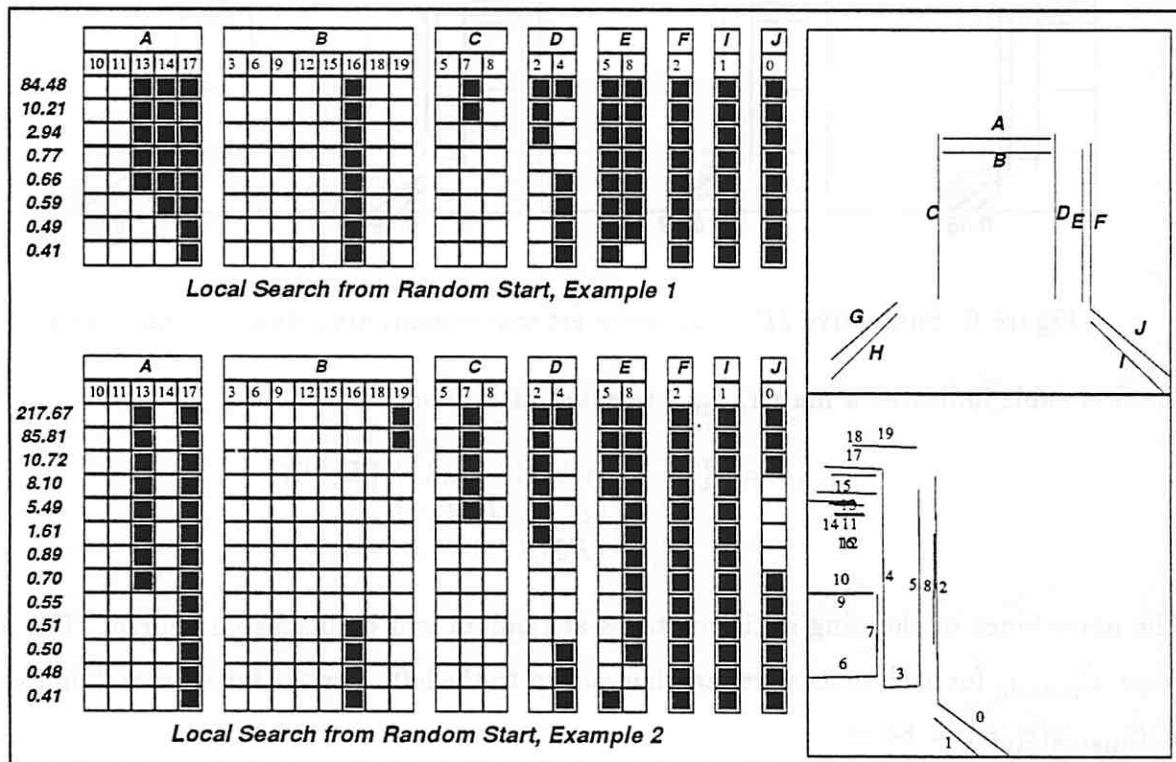 A B C D E F I J
10 11 13 14 17 3 6 9 12 15 16 18 19 5 7 8 2 4 5 8 2 1 0
84.48
10.21
2.94
0.77
0.66
0.59
0.49
0.41
Local Search from Random Start, Example 1
A B C D E F I J
10 11 13 14 17 3 6 9 12 15 16 18 19 5 7 8 2 4 5 8 2 1 0
217.67
85.81
10.72
8.10
5.49
1.61
0.89
0.70
0.55
0.51
0.50
0.48
0.41
Local Search from Random Start, Example 2
A
B
C D E F
G J
H I
18 19
17
15
13
14 11
10 4 5 8 2
9
7
6 3
0
1